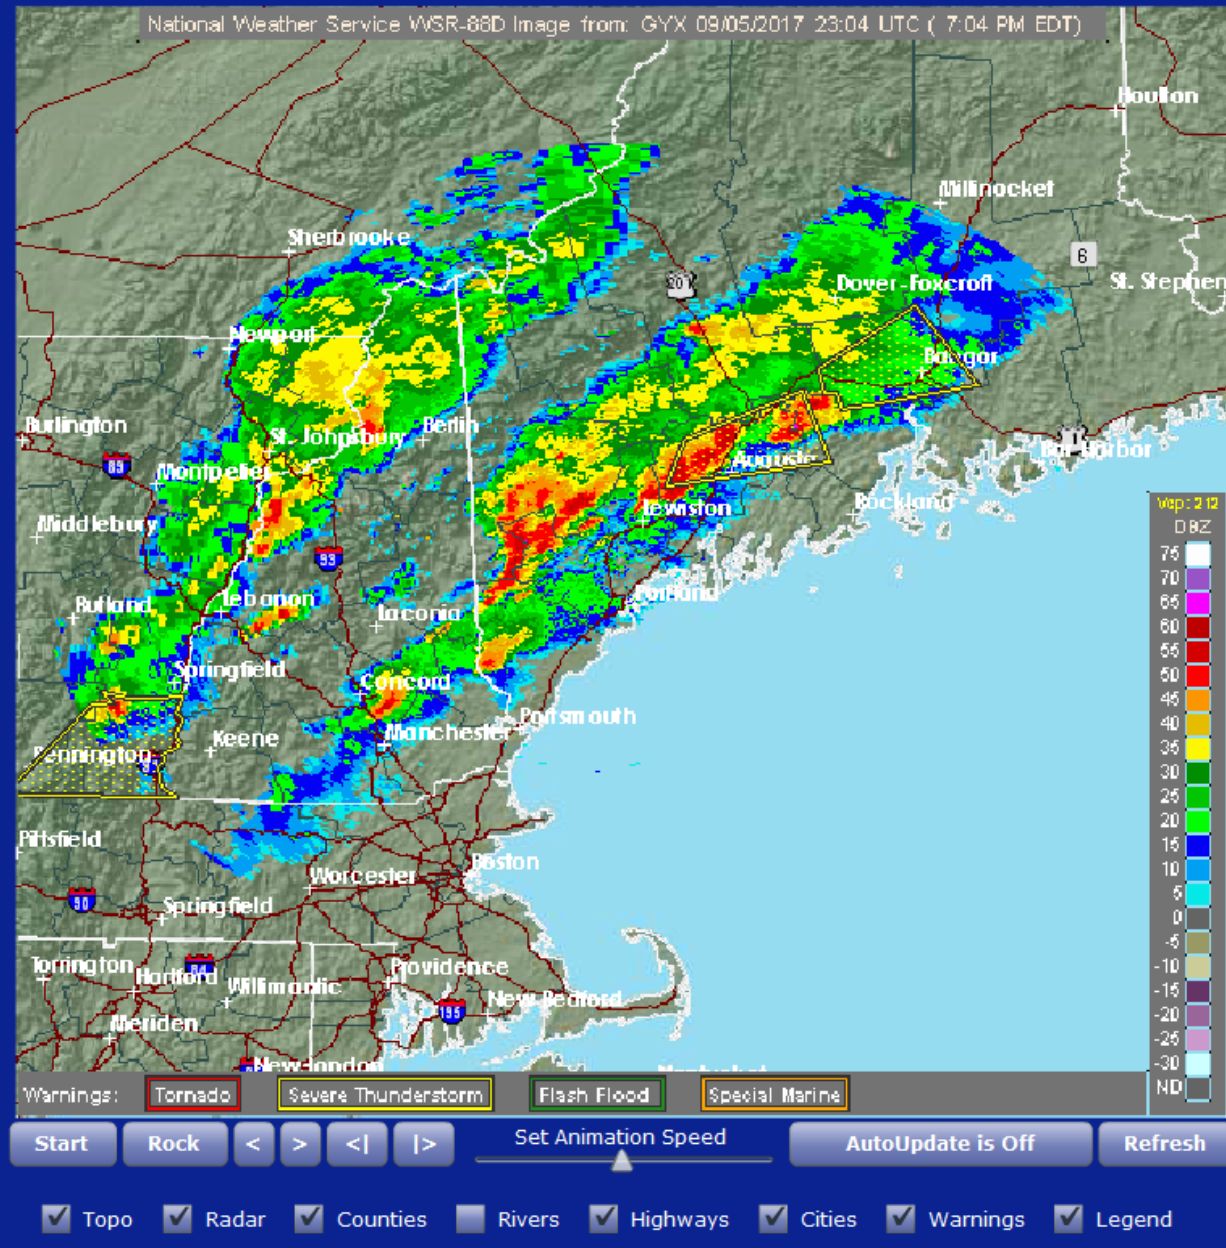 National Weather Service WSR-88D Image from: GYX 09/05/2017 23:04 UTC ( 7:04 PM EDT)
Houlton
Millinocket
Sherbrooke
6
201
Dover-Foxcroft
St. Stephen
Newport
Bangor
Burlington
St. Johnsbury
Berlin
89
Bar Harbor
Montpelier
Augusta
Middlebury
Lewiston
Rockland
93
Rutland
Lebanon
Laconia
Portland
Springfield
Concord
Portsmouth
Manchester
Keene
Bennington
Pittsfield
Boston
Worcester
90
Springfield
Torrington
Hartford
84
Willimantic
Providence
195
New Bedford
Meriden
New-London
Nantucket
Vcp: 212
DBZ
75
70
65
60
55
50
45
40
35
30
25
20
15
10
5
0
-5
-10
-15
-20
-25
-30
ND
Warnings:
Tornado
Severe Thunderstorm
Flash Flood
Special Marine
Start
Rock
<
>
<|
|>
Set Animation Speed
AutoUpdate is Off
Refresh
Topo
Radar
Counties
Rivers
Highways
Cities
Warnings
Legend